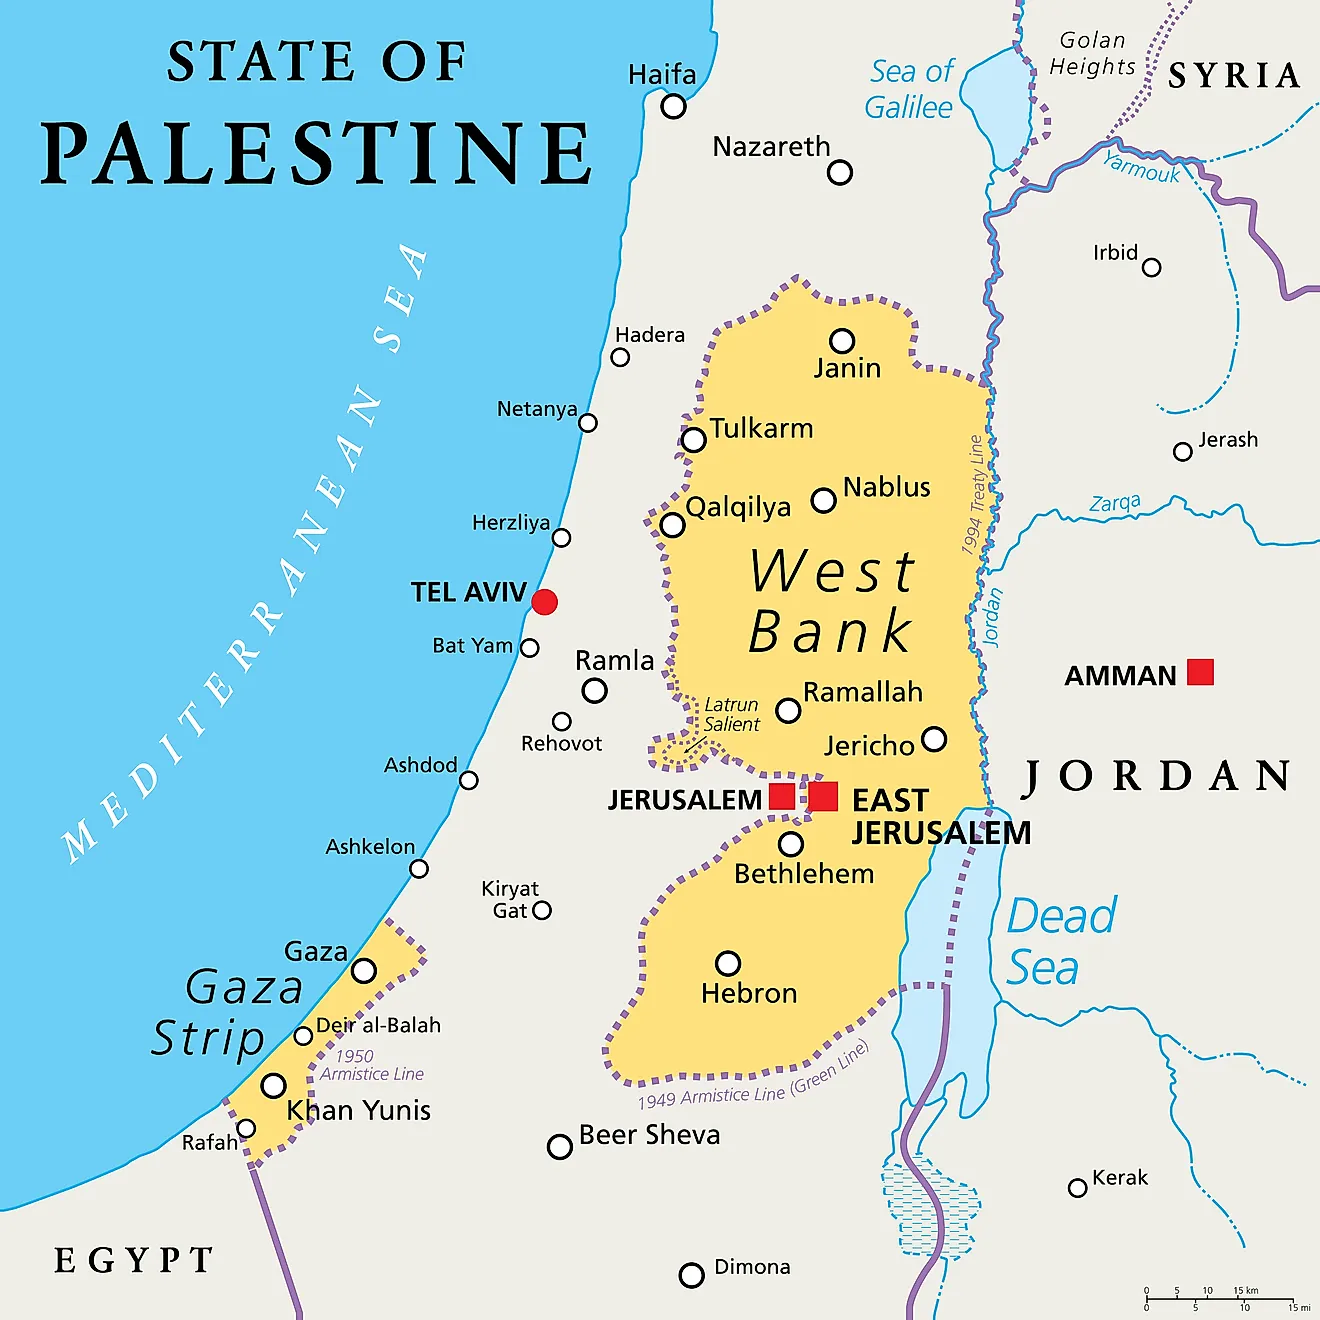 STATE OF
PALESTINE
MEDITERRANEAN SEA
Haifa
Nazareth
Sea of
Galilee
Golan
Heights
SYRIA
Yarmouk
Irbid
Hadera
Janin
Netanya
Tulkarm
Nablus
Jerash
1994 Treaty Line
Zarqa
Herzliya
Qalqilya
West
Bank
TEL AVIV
Jordan
Bat Yam
Ramla
AMMAN
Ramallah
Latrun
Salient
Rehovot
Jericho
Ashdod
JORDAN
JERUSALEM
EAST
JERUSALEM
Ashkelon
Bethlehem
Kiryat
Gat
Dead
Sea
Gaza
Gaza
Strip
Hebron
Deir al-Balah
1950
Armistice Line
1949 Armistice Line (Green Line)
Khan Yunis
Rafah
Beer Sheva
Kerak
EGYPT
Dimona
0 5 10 15 km
0 5 10 15 mi